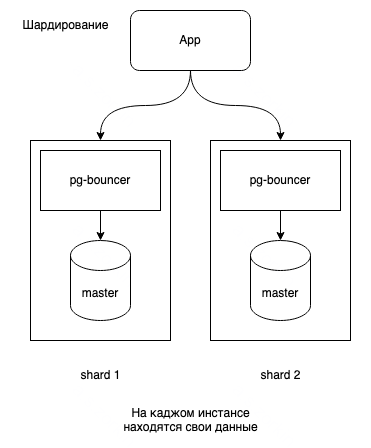 Шардирование
App
pg-bouncer
pg-bouncer
master
master
shard 1
shard 2
На каджом инстансе
находятся свои данные